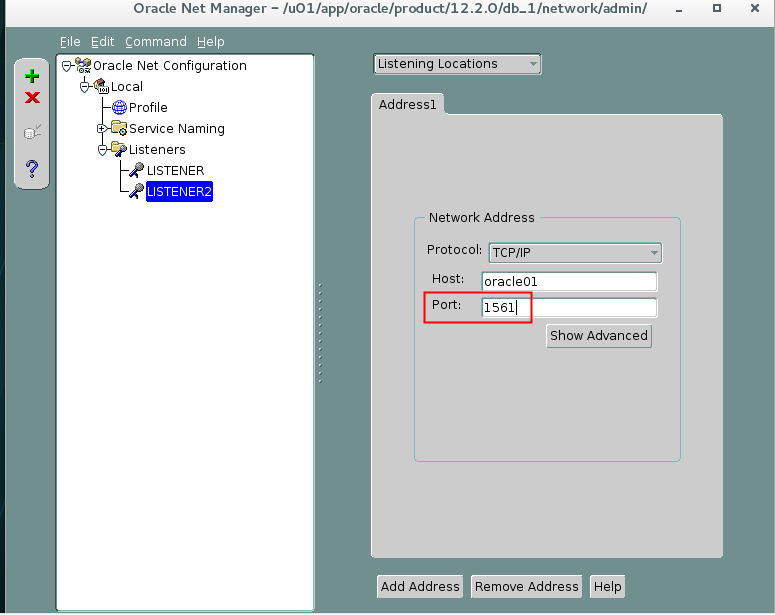 Oracle Net Manager - /u01/app/oracle/product/12.2.0/db_1/network/admin/
File Edit Command Help
Oracle Net Configuration
Local
Profile
Service Naming
Listeners
LISTENER
LISTENER2
Listening Locations
Address1
Network Address
Protocol: TCP/IP
Host: oracle01
Port: 1561
Show Advanced
Add Address Remove Address Help